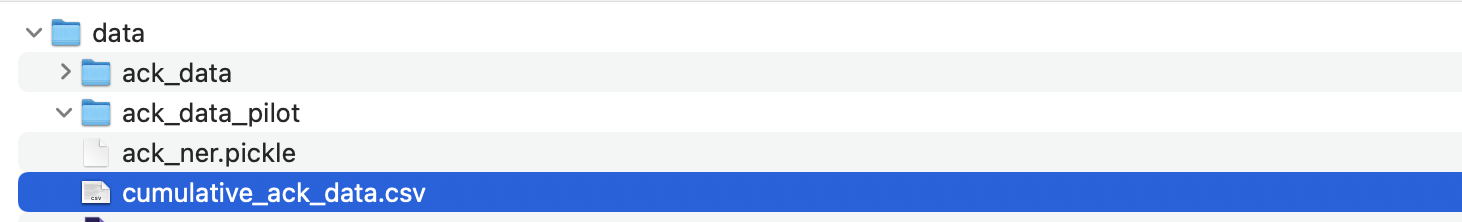 data
ack_data
ack_data_pilot
ack_ner.pickle
cumulative_ack_data.csv